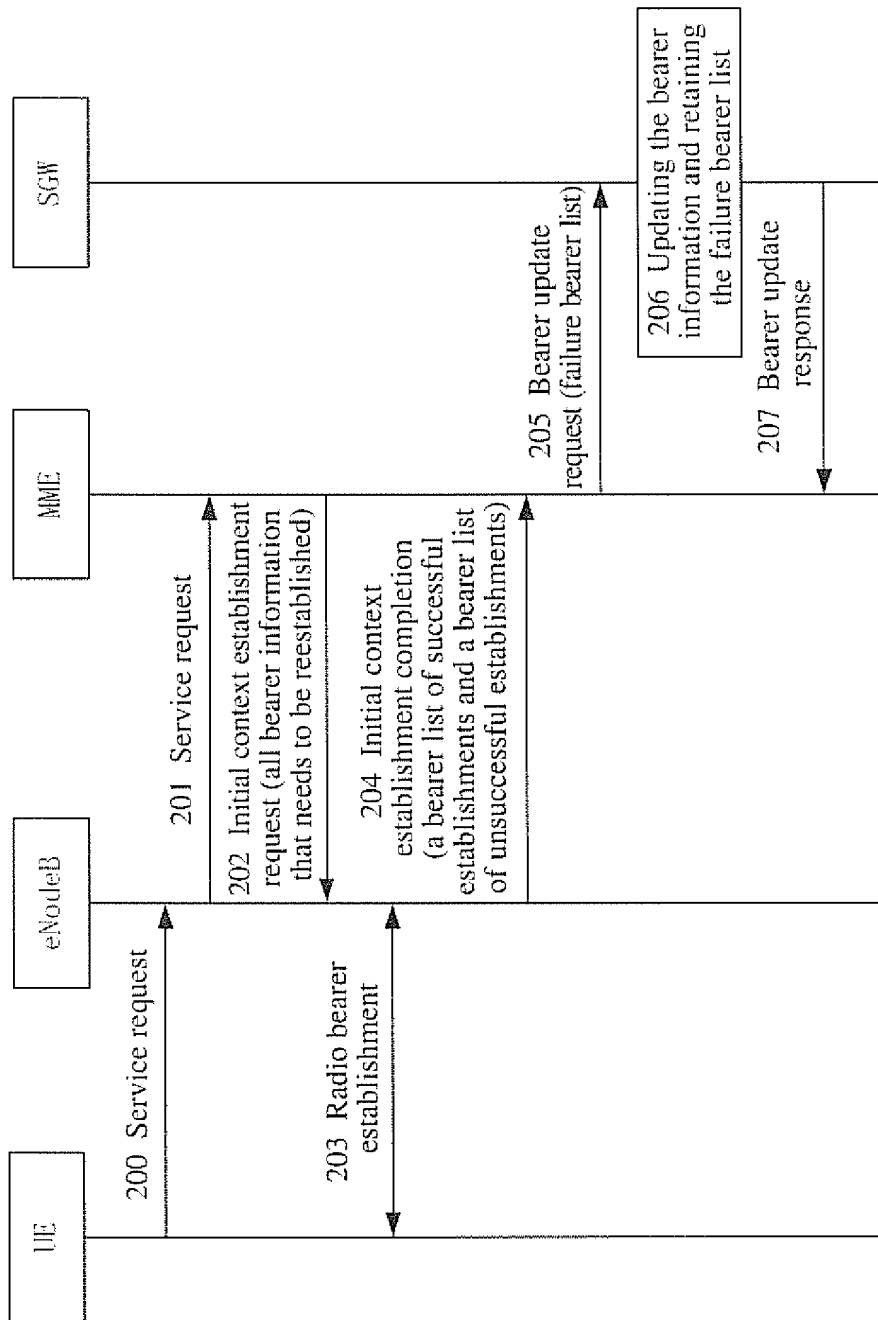 UE
eNodeB
MME
SGW
200 Service request
201 Service request
202 Initial context establishment
request (all bearer information
that needs to be reestablished)
203 Radio bearer
establishment
204 Initial context
establishment completion
(a bearer list of successful
establishments and a bearer list
of unsuccessful establishments)
205 Bearer update
request (failure bearer list)
206 Updating the bearer
information and retaining
the failure bearer list
207 Bearer update
response